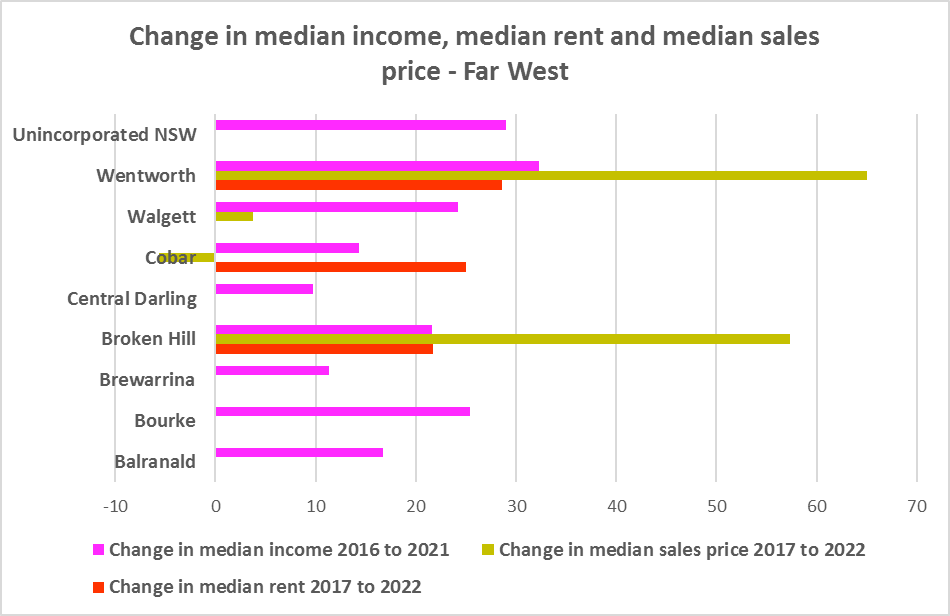 Change in median income, median rent and median sales
price - Far West
Unincorporated NSW
Wentworth
Walgett
Cobar
Central Darling
Broken Hill
Brewarrina
Bourke
Balranald
-10 0 10 20 30 40 50 60 70
Change in median income 2016 to 2021 Change in median sales price 2017 to 2022
Change in median rent 2017 to 2022